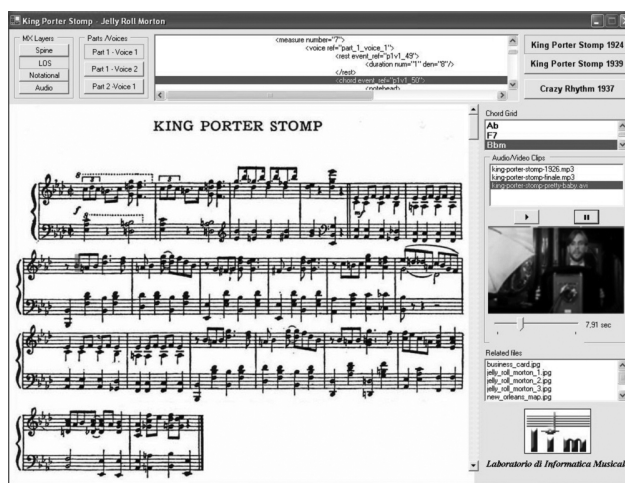 King Porter Stomp - Jelly Roll Morton
MX Layers
Spine
LOS
Notational
Audio
Parts /Voices
Part 1 - Voice 1
Part 1 - Voice 2
Part 2 -Voice 1
<measure number="7">
<voice ref="part_1_voice_1">
<rest event_ref="p1v1_49">
<duration num="1" den="8"/>
</rest>
<chord event_ref="p1v1_50">
<notehead>
King Porter Stomp 1924
King Porter Stomp 1939
Crazy Rhythm 1937
KING PORTER STOMP
8
f
8
mf
Chord Grid
Ab
F7
Bbm
Audio/Video Clips
king-porter-stomp-1926.mp3
king-porter-stomp-finale.mp3
king-porter-stomp-pretty-baby.avi
7,91 sec
Related files
business_card.jpg
jelly_roll_morton_1.jpg
jelly_roll_morton_2.jpg
jelly_roll_morton_3.jpg
new_orleans_map.jpg
lim
Laboratorio di Informatica Musicale